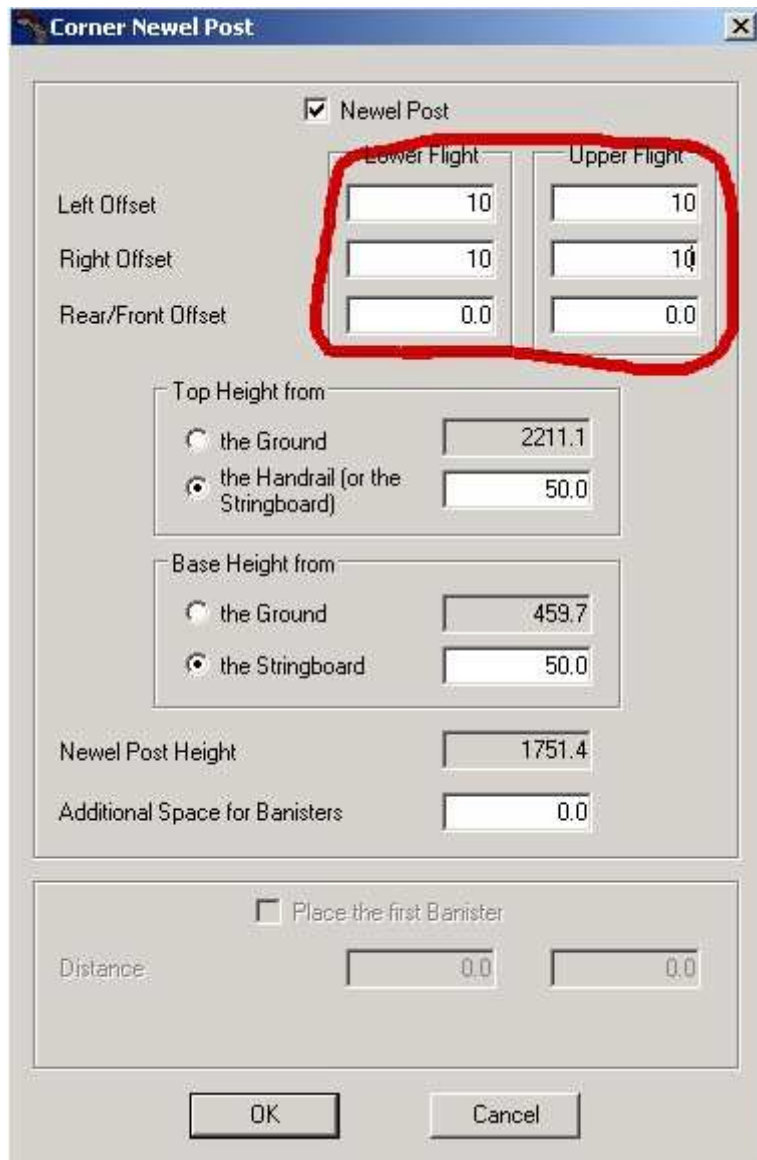 Corner Newel Post
Newel Post
Lower Flight Upper Flight
Left Offset 10 10
Right Offset 10 10
Rear/Front Offset 0.0 0.0
Top Height from
the Ground 2211.1
the Handrail (or the
Stringboard) 50.0
Base Height from
the Ground 459.7
the Stringboard 50.0
Newel Post Height 1751.4
Additional Space for Banisters 0.0
Place the first Banister
Distance 0.0 0.0
OK Cancel